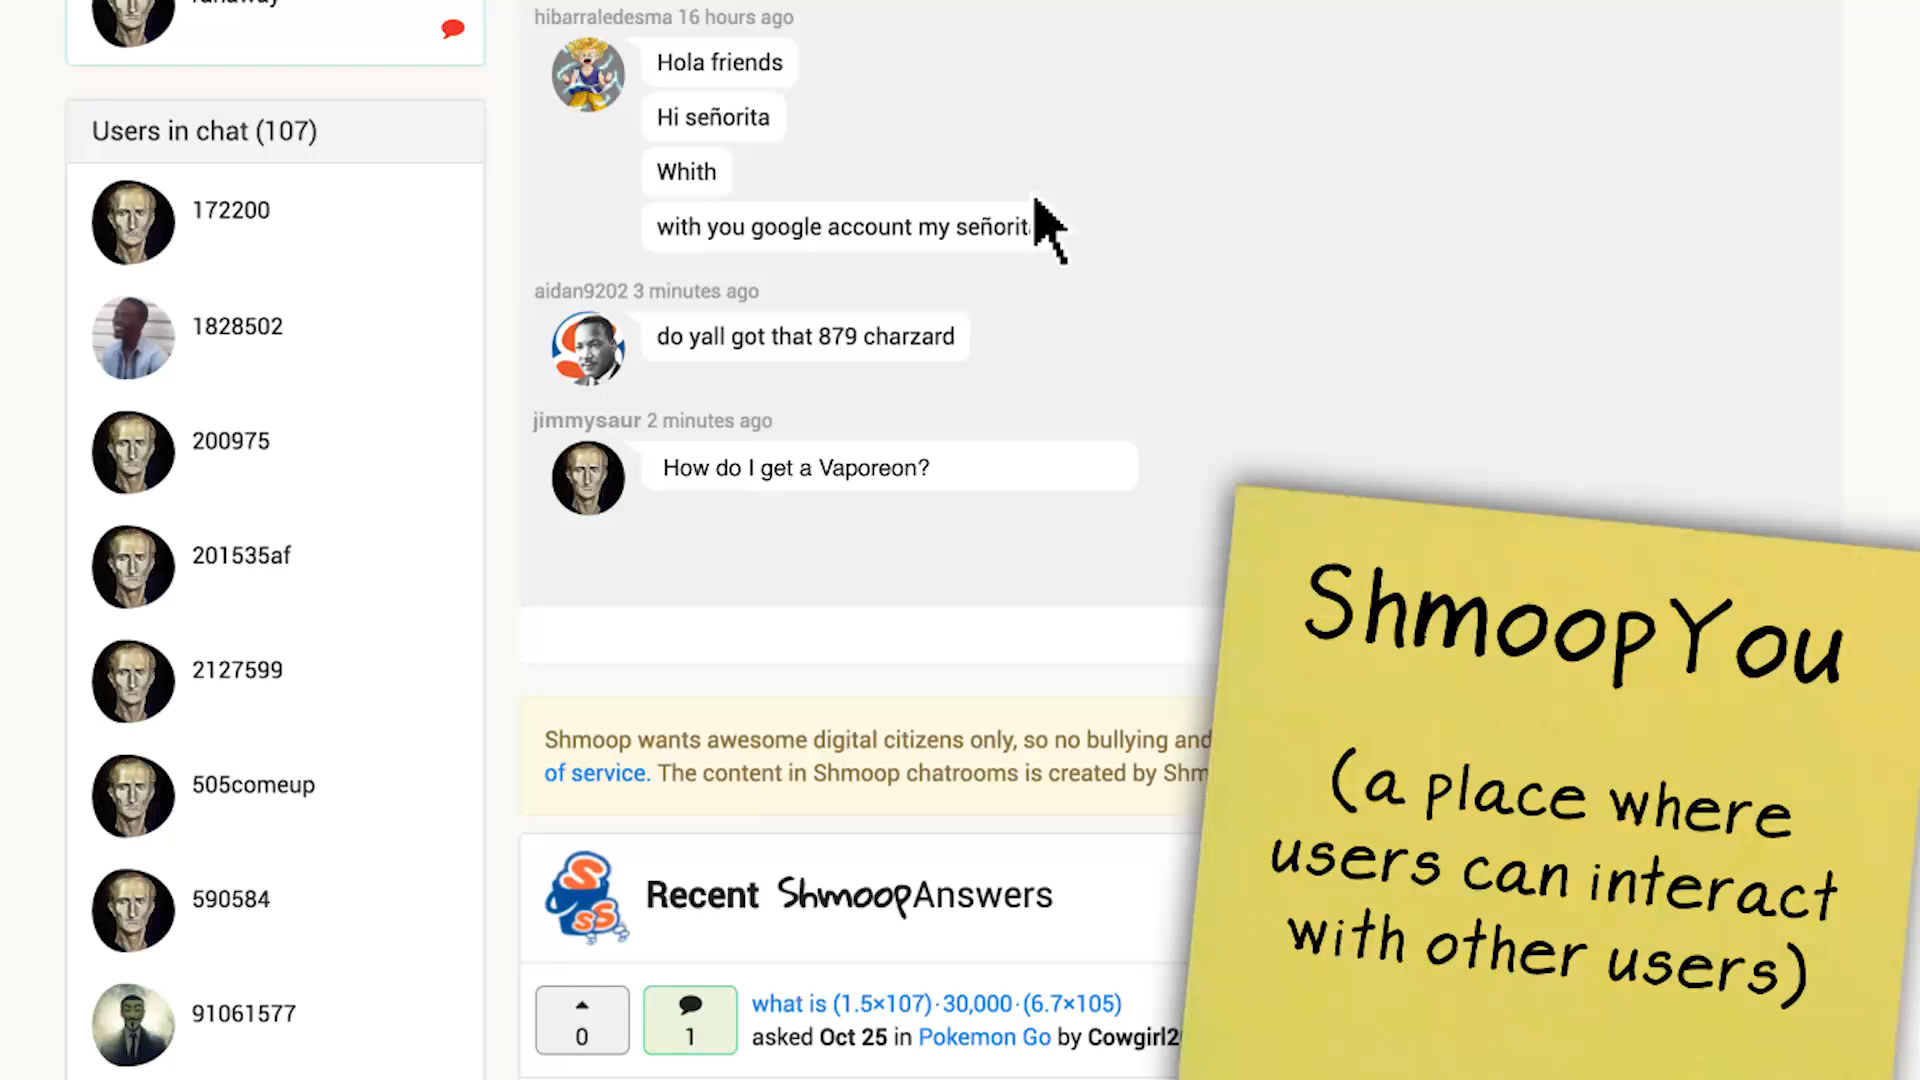 runaway
Users in chat (107)
172200
1828502
200975
201535af
2127599
505comeup
590584
91061577
hibarraledesma 16 hours ago
Hola friends
Hi señorita
Whith
with you google account my señorit
aidan9202 3 minutes ago
do yall got that 879 charzard
jimmysaur 2 minutes ago
How do I get a Vaporeon?
Shmoop wants awesome digital citizens only, so no bullying and
of service. The content in Shmoop chatrooms is created by Shm
Recent ShmoopAnswers
0
1
what is (1.5×107)·30,000·(6.7×105)
asked Oct 25 in Pokemon Go by Cowgirl2
ShmoopYou
(a place where
users can interact
with other users)